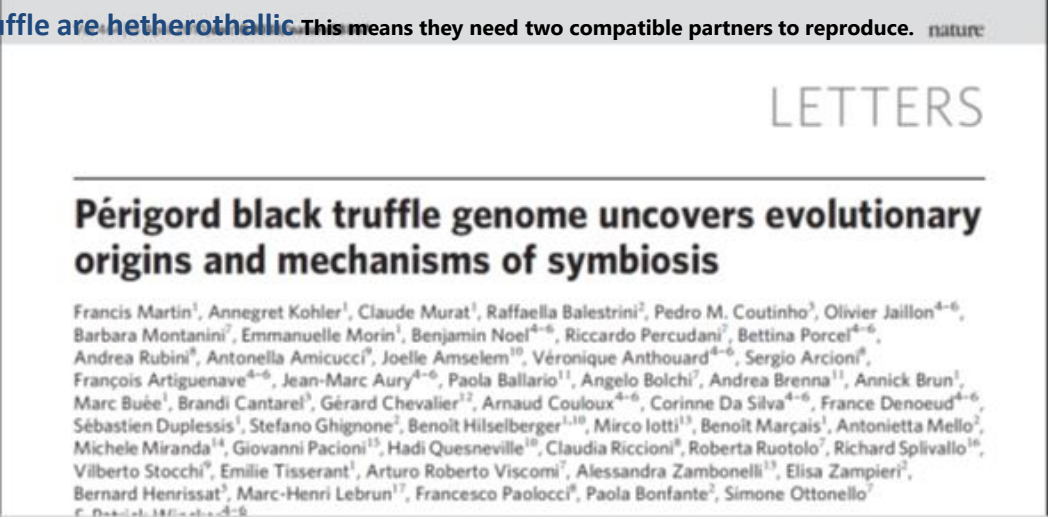 uffle are hetherothallic. This means they need two compatible partners to reproduce. nature
LETTERS
Périgord black truffle genome uncovers evolutionary
origins and mechanisms of symbiosis
Francis Martin¹, Annegret Kohler¹, Claude Murat¹, Raffaella Balestrini², Pedro M. Coutinho³, Olivier Jaillon⁴⁻⁶,
Barbara Montanini⁷, Emmanuelle Morin¹, Benjamin Noel⁴⁻⁶, Riccardo Percudani⁷, Bettina Porcel⁴⁻⁶,
Andrea Rubini⁸, Antonella Amicucci⁹, Joelle Amselem¹⁰, Véronique Anthouard⁴⁻⁶, Sergio Arcioni⁸,
François Artiguenave⁴⁻⁶, Jean-Marc Aury⁴⁻⁶, Paola Ballario¹¹, Angelo Bolchi⁷, Andrea Brenna¹¹, Annick Brun¹,
Marc Buèe¹, Brandi Cantarel³, Gérard Chevalier¹², Arnaud Couloux⁴⁻⁶, Corinne Da Silva⁴⁻⁶, France Denoeud⁴⁻⁶,
Sébastien Duplessis¹, Stefano Ghignone², Benoît Hilselberger¹˒¹⁰, Mirco Iotti¹³, Benoît Marçais¹, Antonietta Mello²,
Michele Miranda¹⁴, Giovanni Pacioni¹⁵, Hadi Quesneville¹⁰, Claudia Riccioni⁸, Roberta Ruotolo⁷, Richard Splivallo¹⁶,
Vilberto Stocchi⁹, Emilie Tisserant¹, Arturo Roberto Viscomi⁷, Alessandra Zambonelli¹³, Elisa Zampieri²,
Bernard Henrissat³, Marc-Henri Lebrun¹⁷, Francesco Paolocci⁸, Paola Bonfante², Simone Ottonello⁷